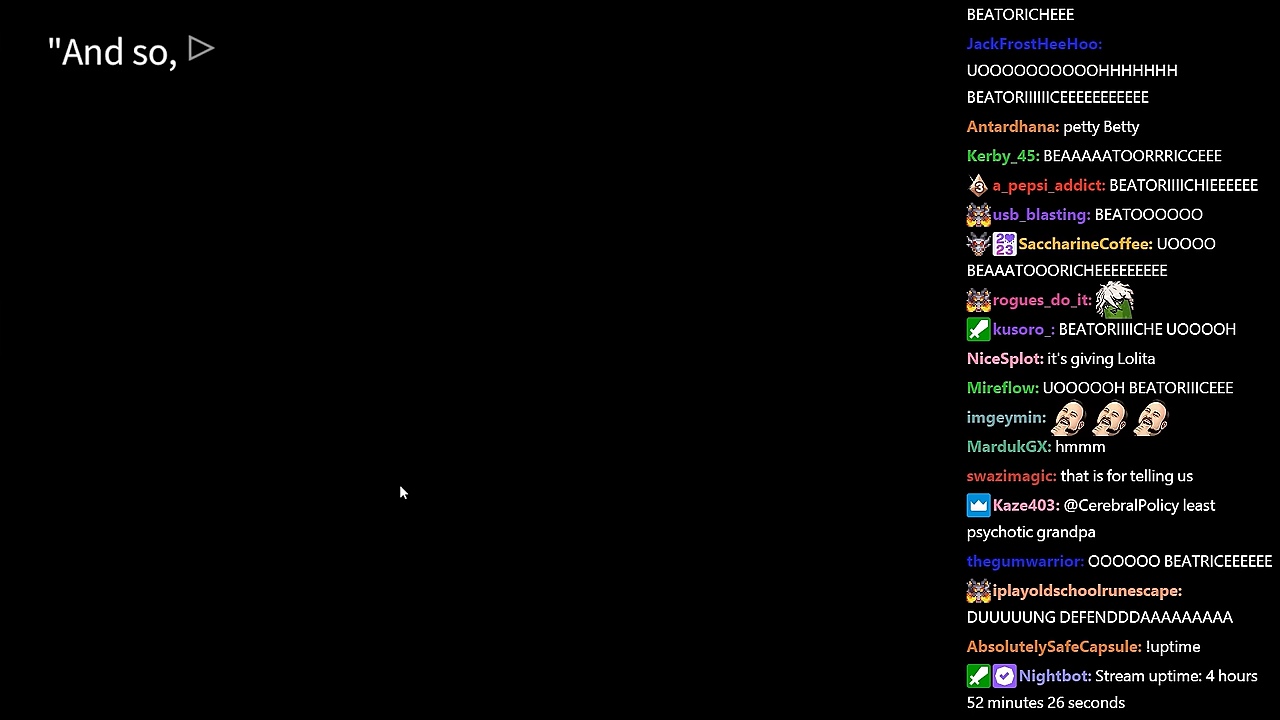 "And so,
BEATORICHEEE
JackFrostHeeHoo:
UOOOOOOOOOOHHHHHHH
BEATORIIIIIICEEEEEEEEEEE
Antardhana: petty Betty
Kerby_45: BEAAAAATOORRRICCEEE
3 a_pepsi_addict: BEATORIIIICHIEEEEEE
usb_blasting: BEATOOOOOO
2023 SaccharineCoffee: UOOOO
BEAAATOOORICHEEEEEEEEE
rogues_do_it:
kusoro_: BEATORIIIICHE UOOOOH
NiceSplot: it's giving Lolita
Mireflow: UOOOOOH BEATORIIICEEE
imgeymin:
MardukGX: hmmm
swazimagic: that is for telling us
Kaze403: @CerebralPolicy least
psychotic grandpa
thegumwarrior: OOOOOO BEATRICEEEEEE
iplayoldschoolrunescape:
DUUUUUNG DEFENDDDAAAAAAAAA
AbsolutelySafeCapsule: !uptime
Nightbot: Stream uptime: 4 hours
52 minutes 26 seconds